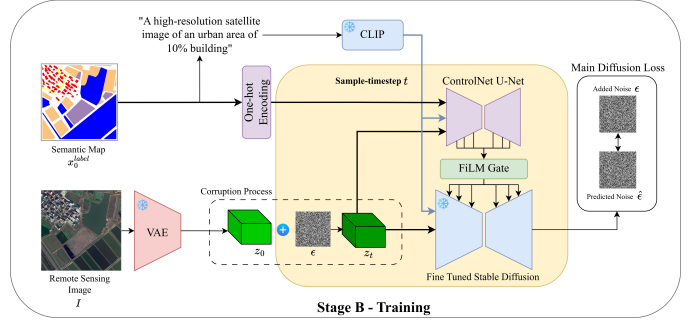 "A high-resolution satellite
image of an urban area of
10% building"
CLIP
Main Diffusion Loss
Sample-timestep t
ControlNet U-Net
Added Noise ϵ
One-hot
Encoding
Semantic Map
x_0^{label}
FiLM Gate
Predicted Noise ϵ̂
Corruption Process
VAE
z_0
ϵ
z_t
Remote Sensing
Image
I
Fine Tuned Stable Diffusion
Stage B - Training